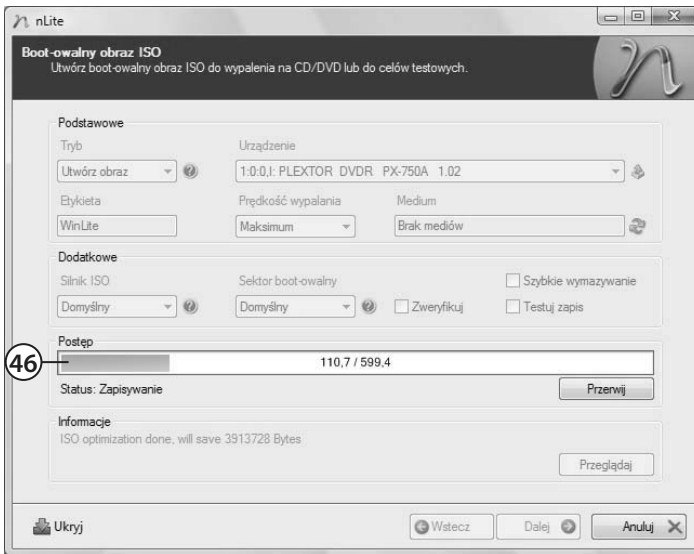 nLite
Boot-owalny obraz ISO
Utwórz boot-owalny obraz ISO do wypalenia na CD/DVD lub do celów testowych.
Podstawowe
Tryb
Urządzenie
Utwórz obraz
1:0:0,I: PLEXTOR DVDR PX-750A 1.02
Etykieta
Prędkość wypalania
Medium
WinLite
Maksimum
Brak mediów
Dodatkowe
Silnik ISO
Sektor boot-owalny
Szybkie wymazywanie
Domyślny
Domyślny
Zweryfikuj
Testuj zapis
Postęp
46
110,7 / 599,4
Status: Zapisywanie
Przerwij
Informacje
ISO optimization done, will save 3913728 Bytes
Przeglądaj
Ukryj
Wstecz
Dalej
Anuluj